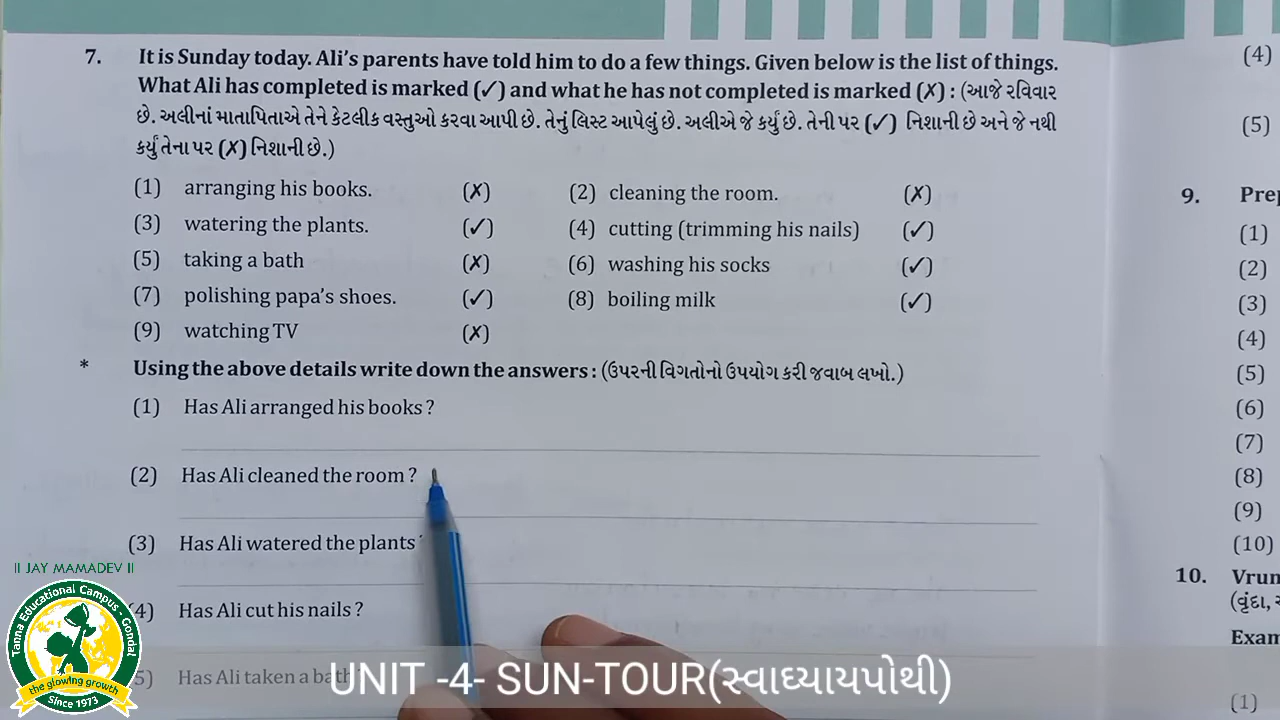 7. It is Sunday today. Ali's parents have told him to do a few things. Given below is the list of things.
What Ali has completed is marked (✓) and what he has not completed is marked (✗) : (આજે રવિવાર
છે. અલીનાં માતાપિતાએ તેને કેટલીક વસ્તુઓ કરવા આપી છે. તેનું લિસ્ટ આપેલું છે. અલીએ જે કર્યું છે. તેની પર (✓) નિશાની છે અને જે નથી
કર્યું તેના પર (✗) નિશાની છે.)
(1) arranging his books. (✗) (2) cleaning the room. (✗)
(3) watering the plants. (✓) (4) cutting (trimming his nails) (✓)
(5) taking a bath (✗) (6) washing his socks (✓)
(7) polishing papa's shoes. (✓) (8) boiling milk (✓)
(9) watching TV (✗)
* Using the above details write down the answers : (ઉપરની વિગતોનો ઉપયોગ કરી જવાબ લખો.)
(1) Has Ali arranged his books ?
(2) Has Ali cleaned the room ?
(3) Has Ali watered the plants
(4) Has Ali cut his nails ?
5) Has Ali taken a bath
(4)
(5)
9. Prep
(1)
(2)
(3)
(4)
(5)
(6)
(7)
(8)
(9)
(10)
10. Vrun
(વૃંદા,
Exam
(1)
॥ JAY MAMADEV ॥
Tanna Educational Campus - Gondal
the glowing growth
Since 1973
UNIT -4- SUN-TOUR(સ્વાધ્યાયપોથી)